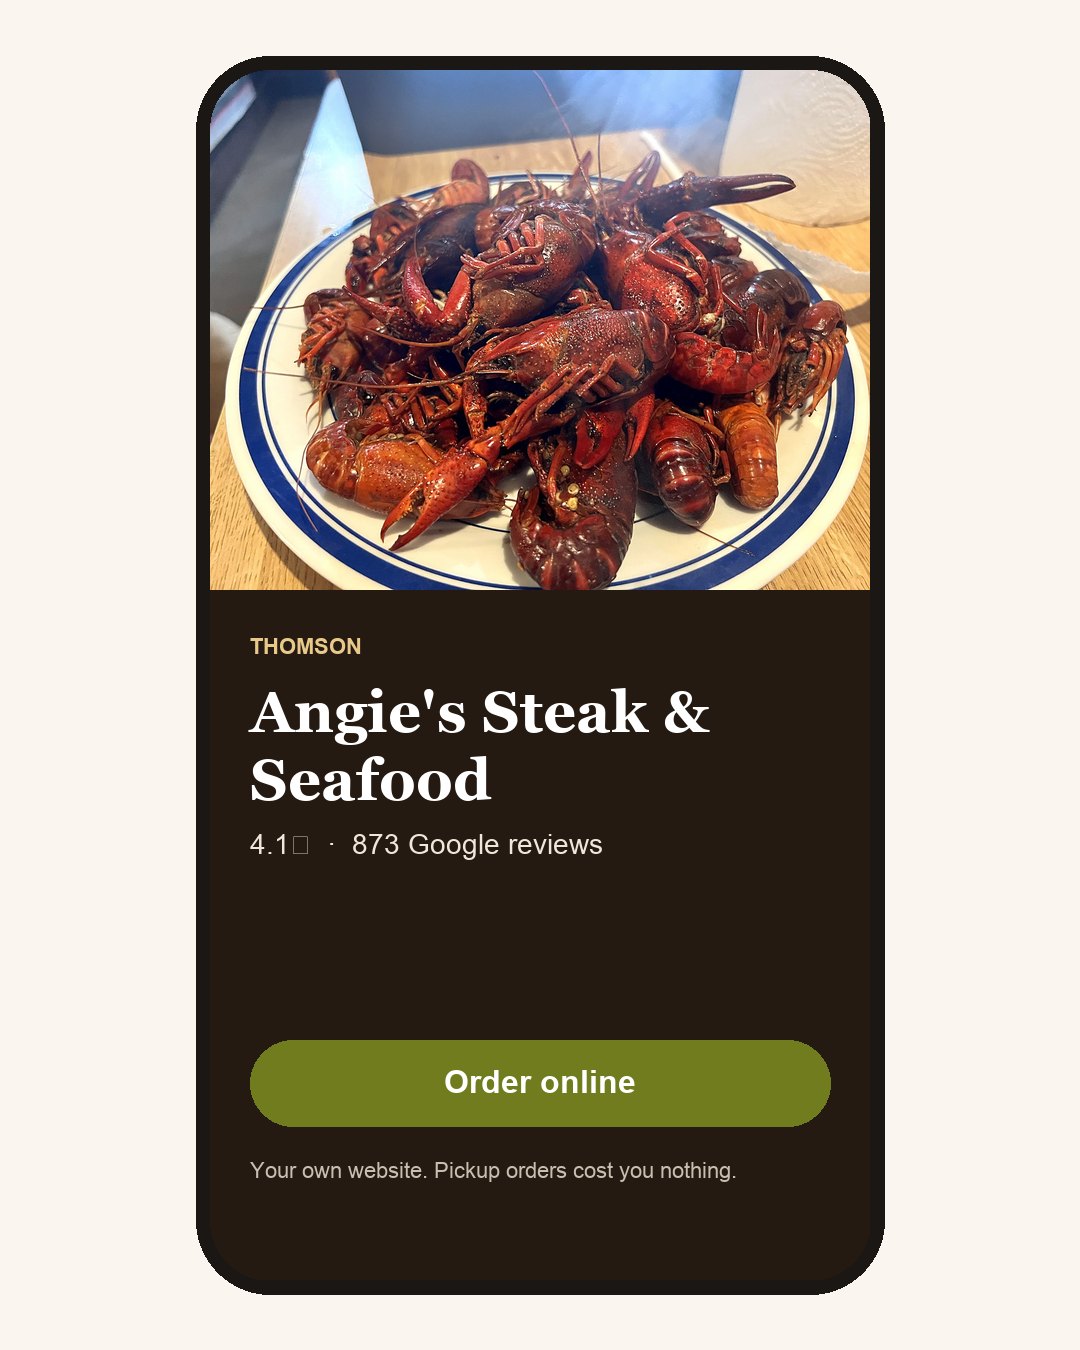 THOMSON
Angie's Steak &
Seafood
4.1▯ · 873 Google reviews
Order online
Your own website. Pickup orders cost you nothing.